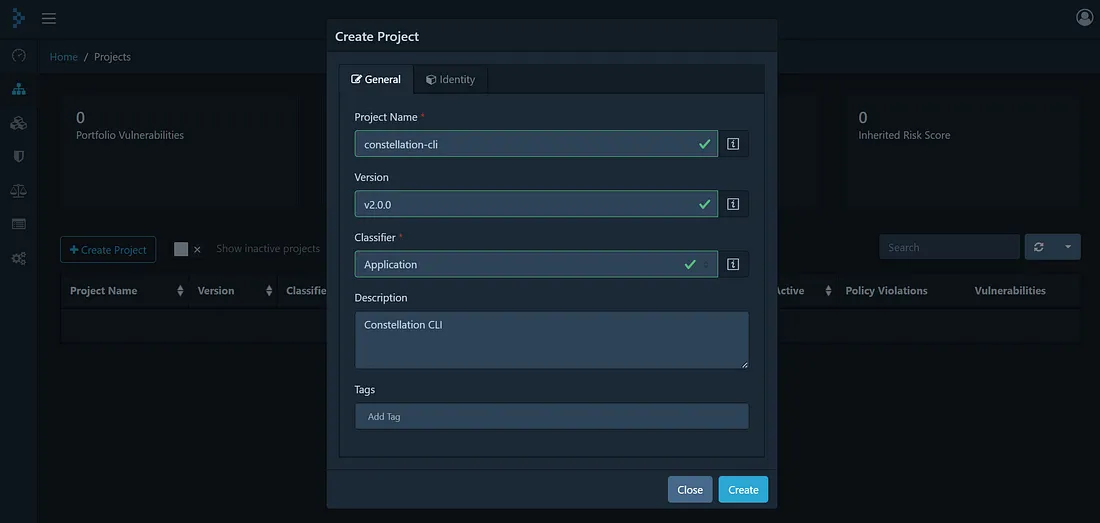 Create Project
General
Identity
Home / Projects
0
Portfolio Vulnerabilities
0
Inherited Risk Score
Project Name *
constellation-cli
Version
v2.0.0
Classifier *
Application
Description
Constellation CLI
Tags
Add Tag
Close
Create
Create Project
Show inactive projects
Search
Project Name
Version
Classifie
Active
Policy Violations
Vulnerabilities